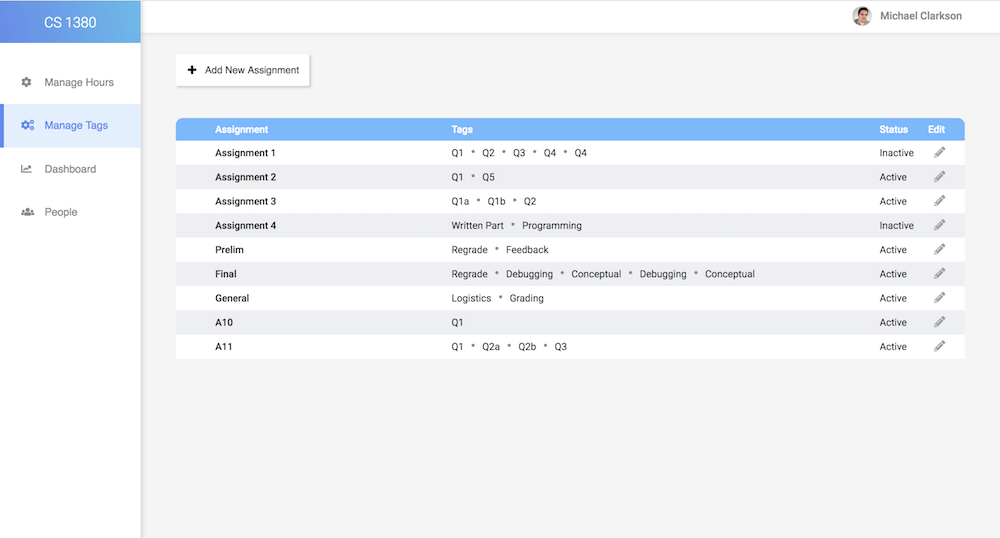 CS 1380
Michael Clarkson
Manage Hours
Manage Tags
Dashboard
People
Add New Assignment
Assignment Tags Status Edit
Assignment 1 Q1 • Q2 • Q3 • Q4 • Q4 Inactive
Assignment 2 Q1 • Q5 Active
Assignment 3 Q1a • Q1b • Q2 Active
Assignment 4 Written Part • Programming Inactive
Prelim Regrade • Feedback Active
Final Regrade • Debugging • Conceptual • Debugging • Conceptual Active
General Logistics • Grading Active
A10 Q1 Active
A11 Q1 • Q2a • Q2b • Q3 Active